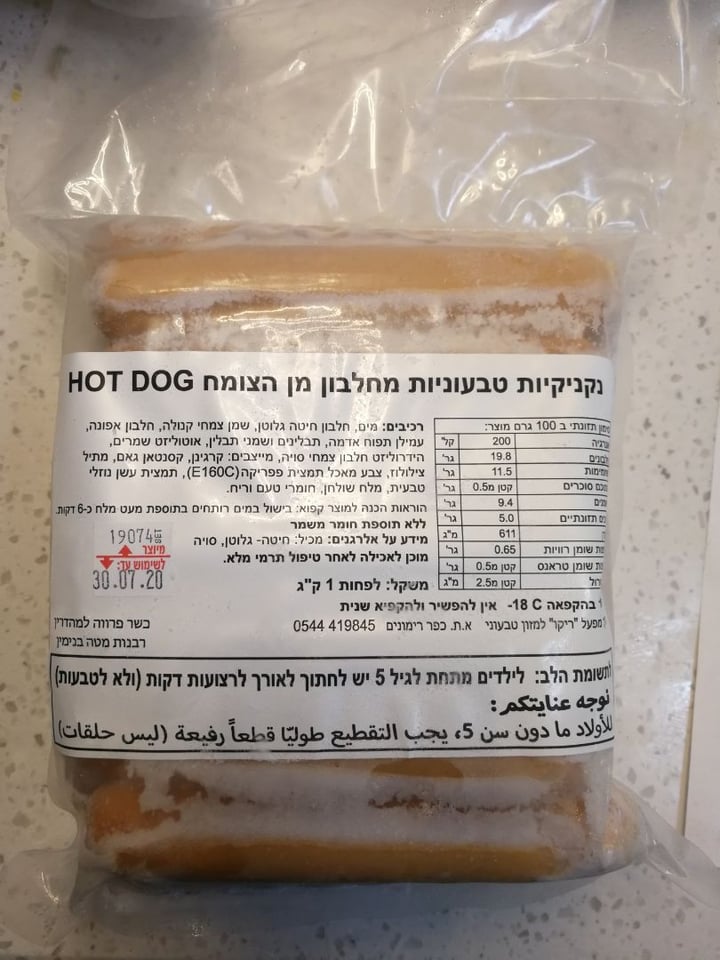 נקניקיות טבעוניות מחלבון מן הצומח HOT DOG
רכיבים: מים, חלבון חיטה גלוטן, שמן צמחי קנולה, חלבון אפונה,
עמילן תפוח אדמה, תבלינים ושמני תבלין, אוטוליזט שמרים,
הידרוליזט חלבון צמחי סויה, מייצבים: קרגינן, קסנטאן גאם, מתיל
צילולוז, צבע מאכל תמצית פפריקה(E160C), תמצית עשן נוזלי
טבעית, מלח שולחן, חומרי טעם וריח.
הוראות הכנה למוצר קפוא: בישול במים רותחים בתוספת מעט מלח כ-6 דקות.
ללא תוספת חומר משמר
מידע על אלרגנים: מכיל: חיטה- גלוטן, סויה
מוכן לאכילה לאחר טיפול תרמי מלא.
משקל: לפחות 1 ק"ג
תזונתי ב 100 גרם מוצר:
200 קל'
19.8 גר'
11.5 גר'
סוכרים קטן מ0.5 גר'
9.4 גר'
תזונתיים 5.0 גר'
611 מ"ג
שומן רוויות 0.65 גר'
שומן טראנס קטן מ0.5 גר'
קטן מ2.5 מ"ג
19074
מיוצר
לשימוש עד:
30.07.20
בהקפאה -18 C אין להפשיר ולהקפיא שנית
מפעל "ריקו" למזון טבעוני א.ת. כפר רימונים 0544 419845
כשר פרווה למהדרין
רבנות מטה בנימין
לתשומת הלב: לילדים מתחת לגיל 5 יש לחתוך לאורך לרצועות דקות (ולא לטבעות)
نوجه عنايتكم:
للأولاد ما دون سن 5، يجب التقطيع طوليّا قطعاً رفيعة (ليس حلقات)